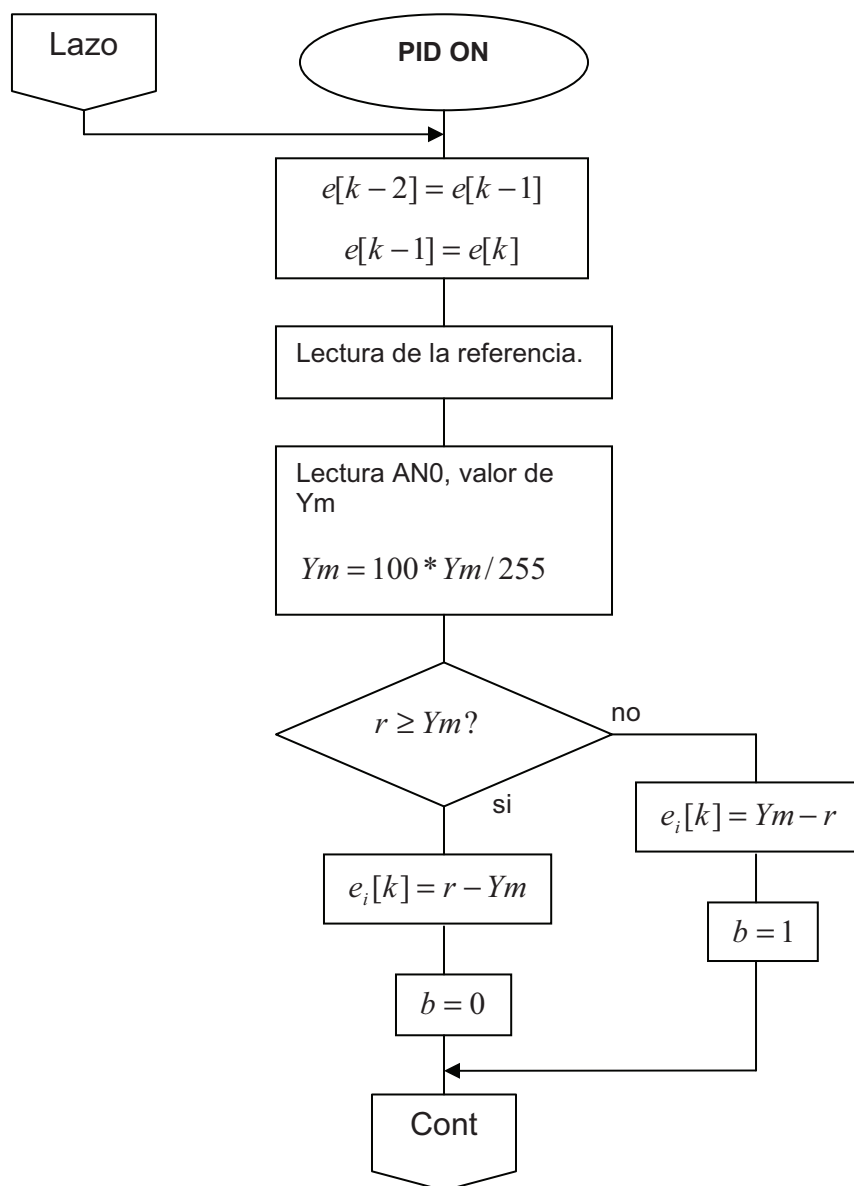 Lazo
PID ON
e[k − 2] = e[k − 1]
e[k − 1] = e[k]
Lectura de la referencia.
Lectura AN0, valor de
Ym
Ym = 100 * Ym / 255
r ≥ Ym?
no
si
e_i[k] = Ym − r
e_i[k] = r − Ym
b = 1
b = 0
Cont